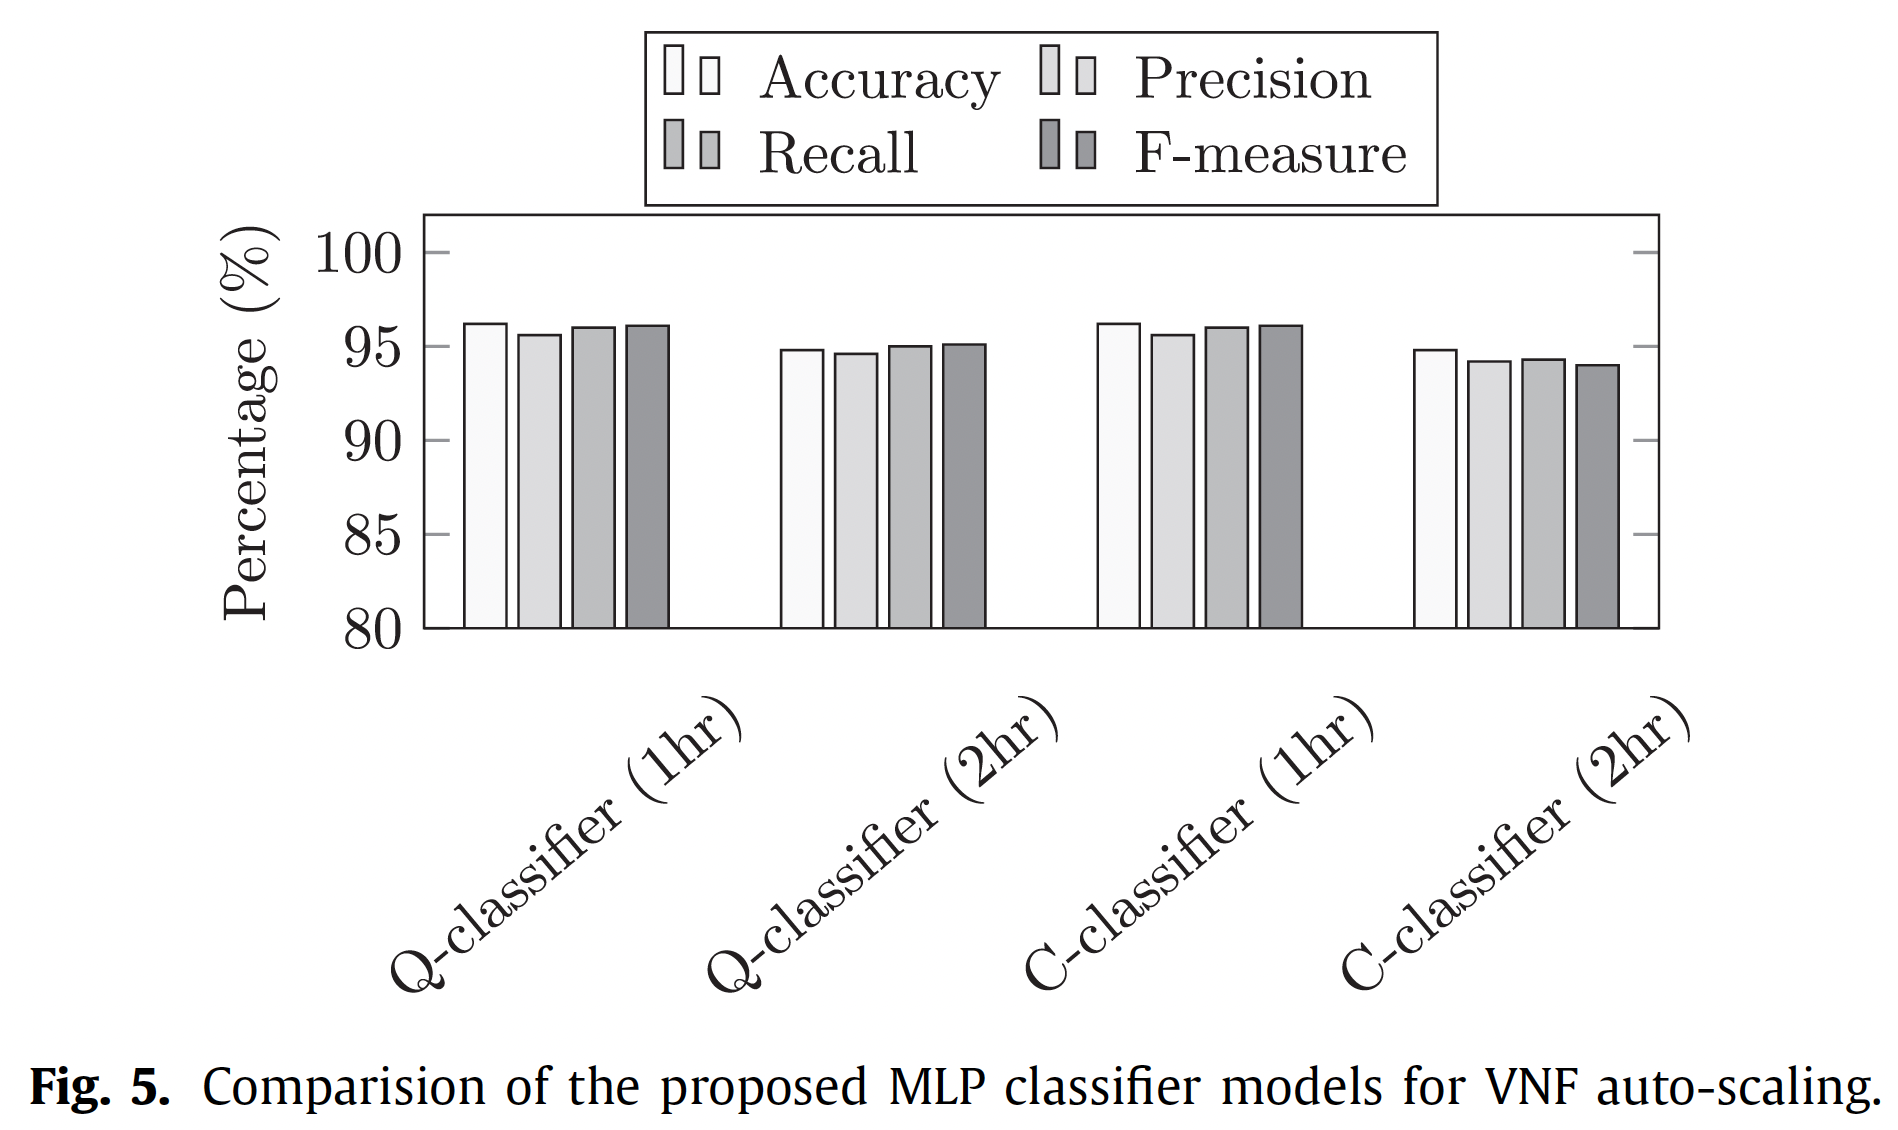 Accuracy Precision
Recall F-measure
Percentage (%)
100
95
90
85
80
Q-classifier (1hr)
Q-classifier (2hr)
C-classifier (1hr)
C-classifier (2hr)
Fig. 5. Comparision of the proposed MLP classifier models for VNF auto-scaling.